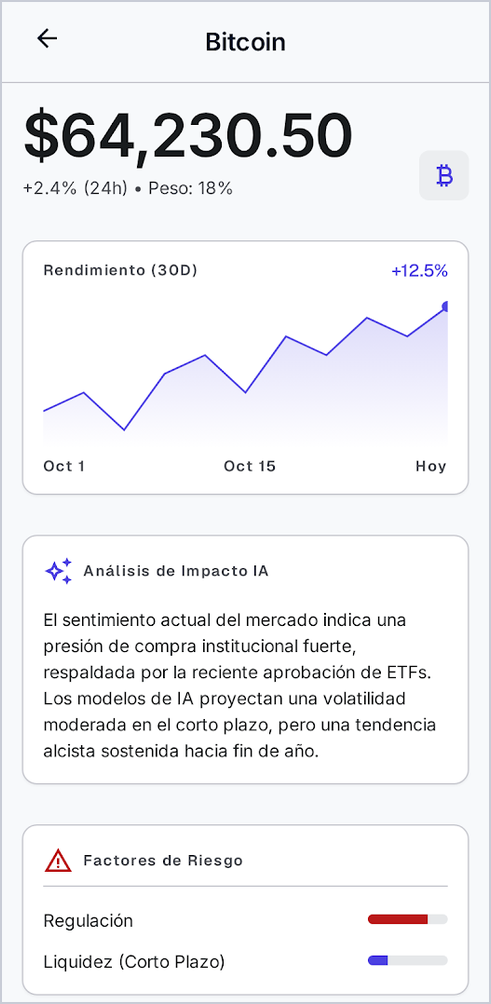 Bitcoin
$64,230.50
+2.4% (24h) • Peso: 18%
Rendimiento (30D)
+12.5%
Oct 1
Oct 15
Hoy
Análisis de Impacto IA
El sentimiento actual del mercado indica una
presión de compra institucional fuerte,
respaldada por la reciente aprobación de ETFs.
Los modelos de IA proyectan una volatilidad
moderada en el corto plazo, pero una tendencia
alcista sostenida hacia fin de año.
Factores de Riesgo
Regulación
Liquidez (Corto Plazo)